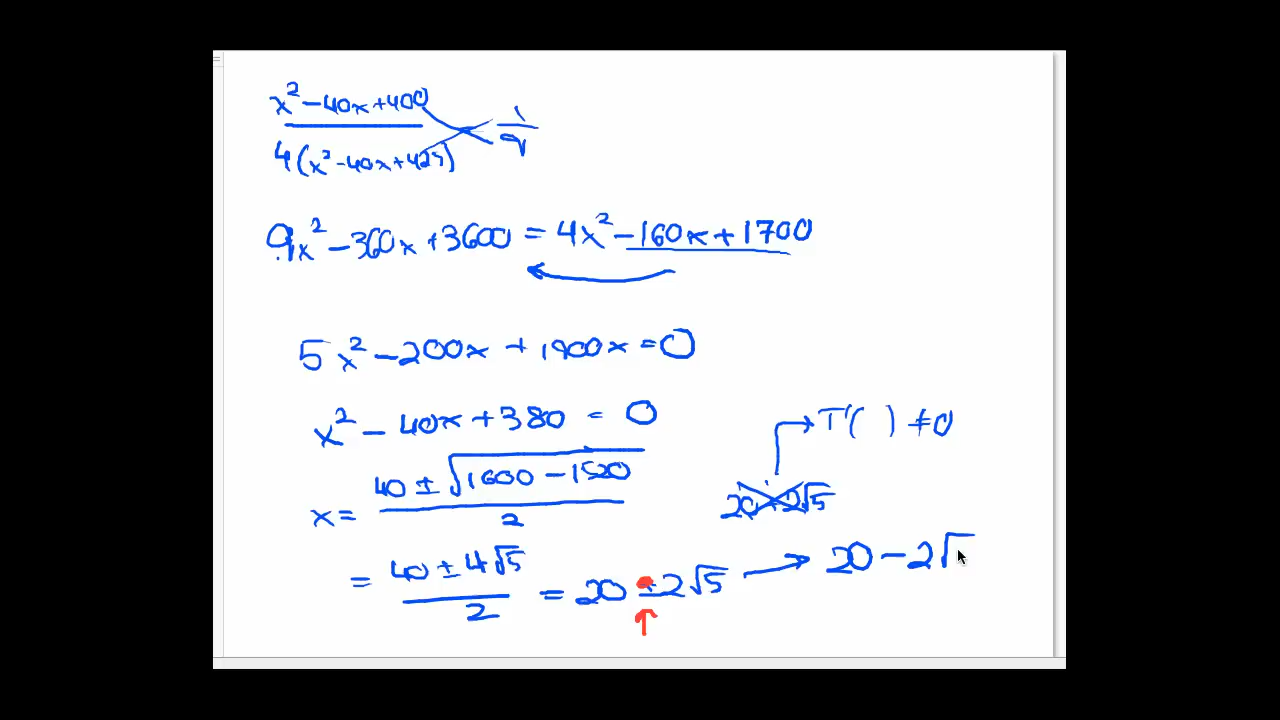 x² − 40x + 400 / 4(x² − 40x + 425) 1/9
9x² − 360x + 3600 = 4x² − 160x + 1700
5x² − 200x + 1900x = 0
x² − 40x + 380 = 0
T'( ) ≠ 0
x = 40 ± √1600 − 1520 / 2
20 + 2√5
= 40 ± 4√5 / 2 = 20 ± 2√5 → 20 − 2√